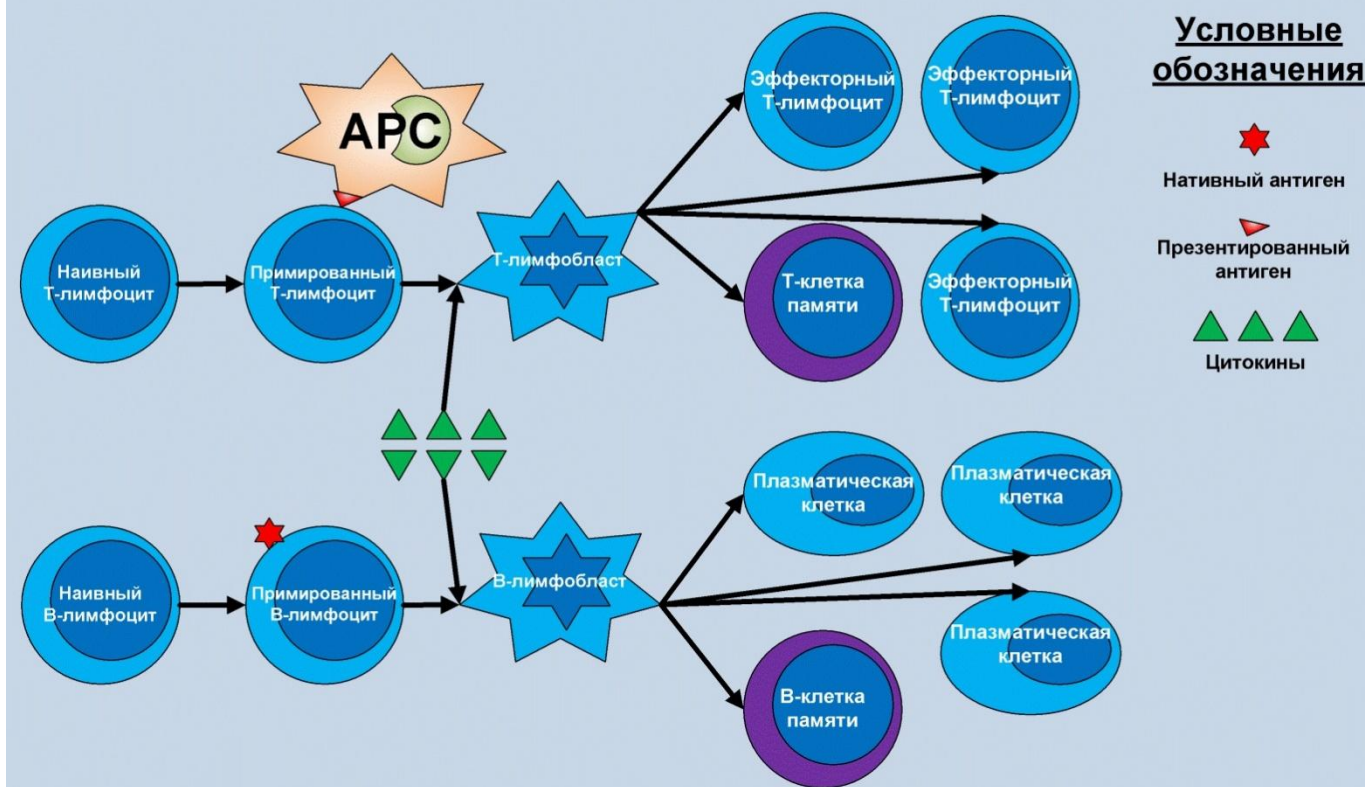 Условные
обозначения
Эффекторный
Т-лимфоцит
Эффекторный
Т-лимфоцит
APC
Нативный антиген
Наивный
Т-лимфоцит
Примированный
Т-лимфоцит
Т-лимфобласт
Т-клетка
памяти
Эффекторный
Т-лимфоцит
Презентированный
антиген
Цитокины
Плазматическая
клетка
Плазматическая
клетка
Наивный
В-лимфоцит
Примированный
В-лимфоцит
В-лимфобласт
Плазматическая
клетка
В-клетка
памяти